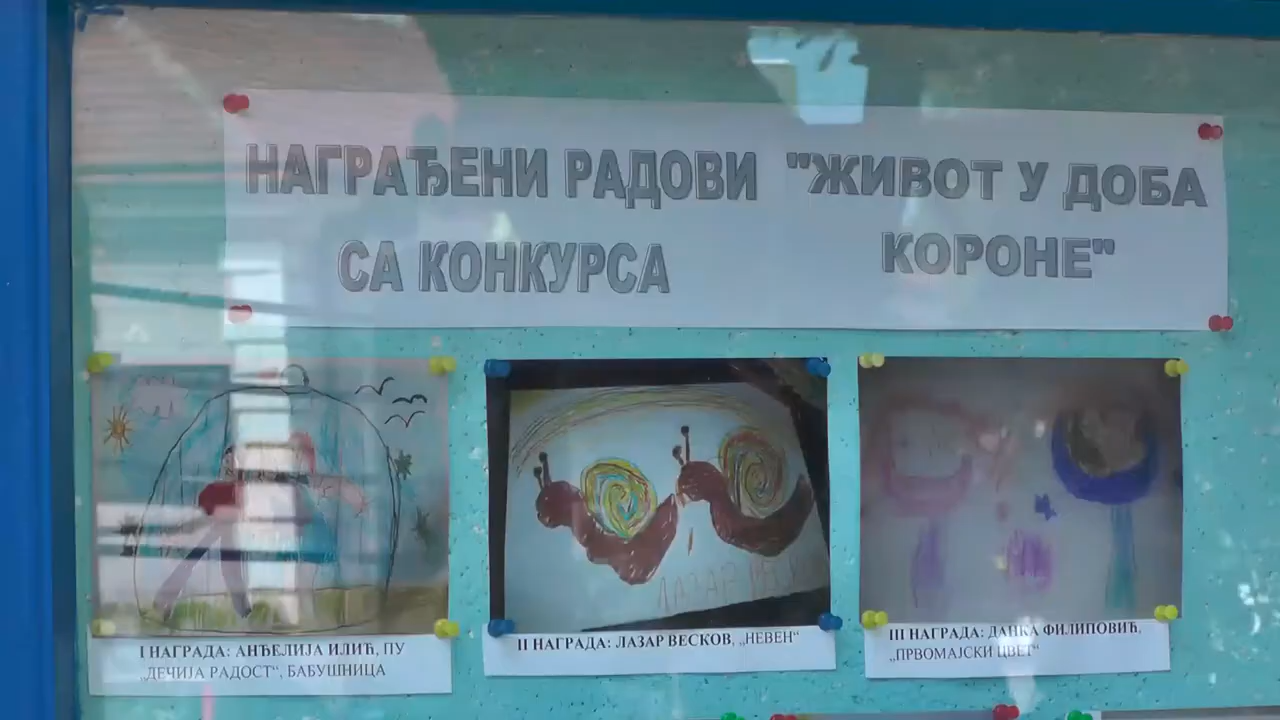 НАГРАЂЕНИ РАДОВИ
СА КОНКУРСА
"ЖИВОТ У ДОБА
КОРОНЕ"
I НАГРАДА: АНЂЕЛИЈА ИЛИЋ, ПУ
„ДЕЧИЈА РАДОСТ“, БАБУШНИЦА
ЛАЗАР
II НАГРАДА: ЛАЗАР ВЕСКОВ, „НЕВЕН“
III НАГРАДА: ДАНКА ФИЛИПОВИЋ,
„ПРВОМАЈСКИ ЦВЕТ“